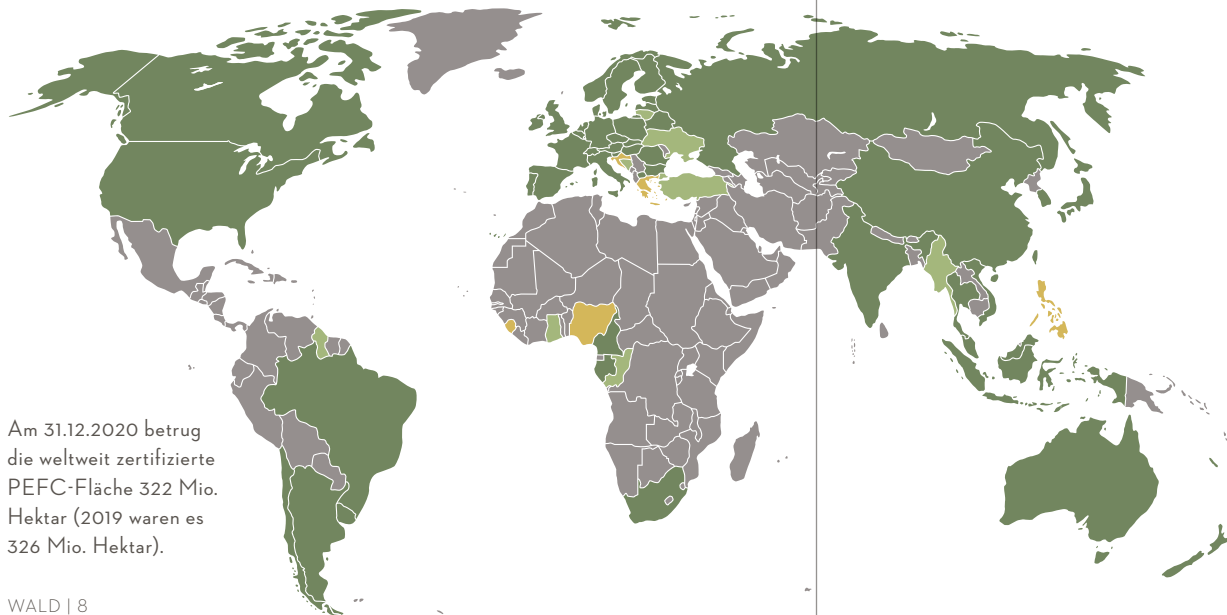 Am 31.12.2020 betrug
die weltweit zertifizierte
PEFC-Fläche 322 Mio.
Hektar (2019 waren es
326 Mio. Hektar).
WALD | 8